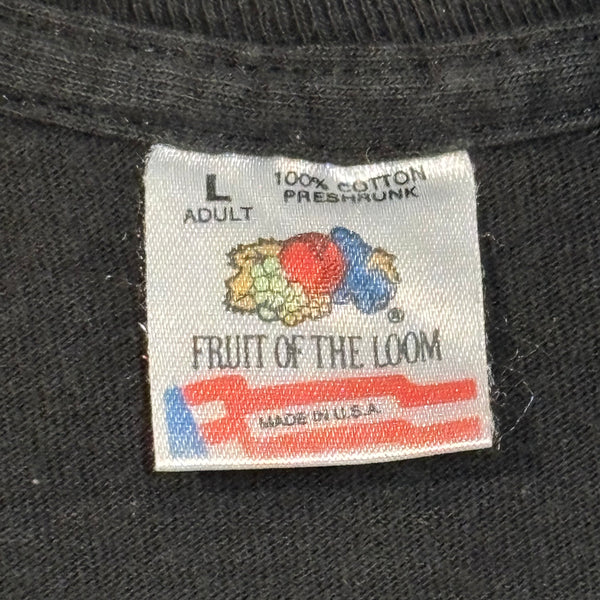 L
ADULT
100% COTTON
PRESHRUNK
®
FRUIT OF THE LOOM
MADE IN U.S.A.